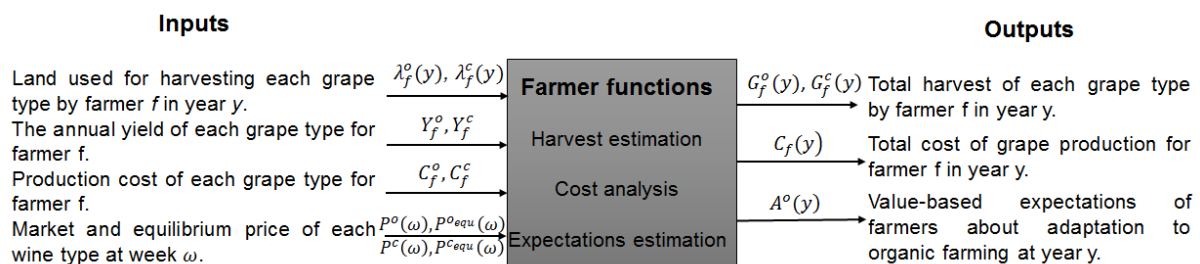 Inputs
Outputs
Land used for harvesting each grape
type by farmer f in year y.
The annual yield of each grape type for
farmer f.
Production cost of each grape type for
farmer f.
Market and equilibrium price of each
wine type at week ω.
λ_f^o(y), λ_f^c(y)
Y_f^o, Y_f^c
C_f^o, C_f^c
P^o(ω), P^{o_{equ}}(ω)
P^c(ω), P^{c_{equ}}(ω)
Farmer functions
Harvest estimation
Cost analysis
Expectations estimation
G_f^o(y), G_f^c(y)
C_f(y)
A^o(y)
Total harvest of each grape type
by farmer f in year y.
Total cost of grape production for
farmer f in year y.
Value-based expectations of
farmers about adaptation to
organic farming at year y.